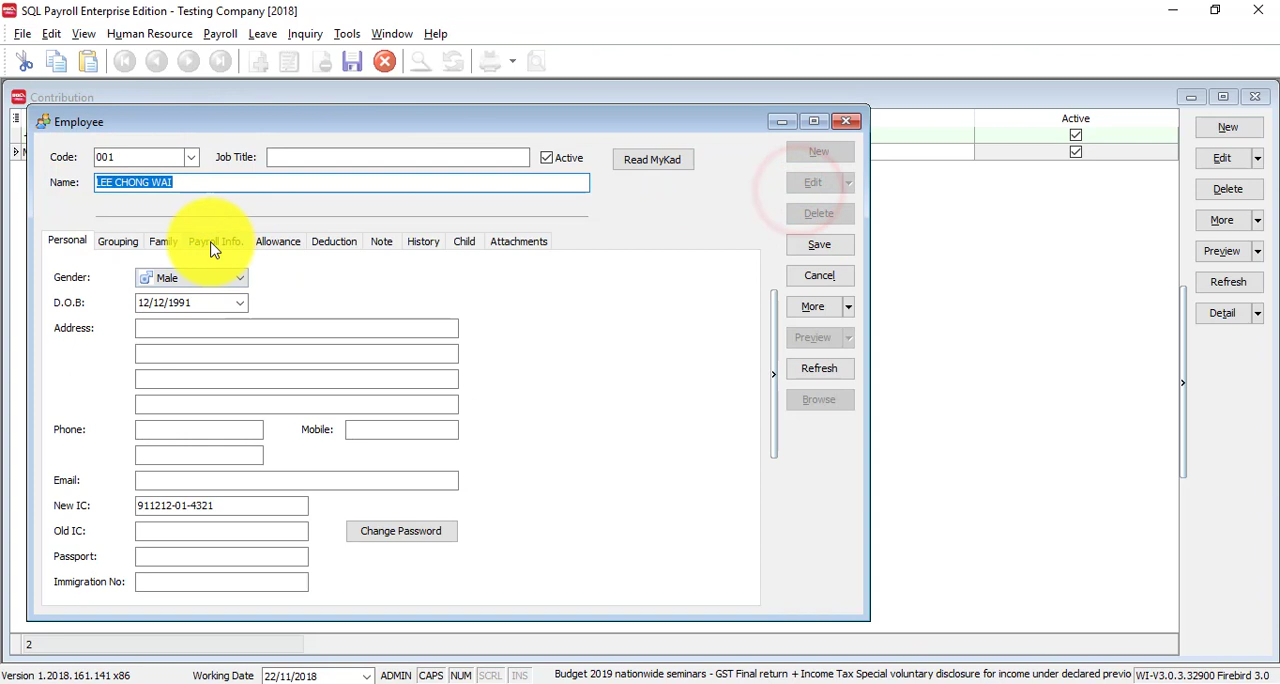 SQL Payroll Enterprise Edition - Testing Company [2018]
File Edit View Human Resource Payroll Leave Inquiry Tools Window Help
Contribution
Employee
Active
Code: 001 Job Title: Active Read MyKad
Name: LEE CHONG WAI
New
Edit
Delete
Save
Cancel
More
Preview
Refresh
Browse
New
Edit
Delete
More
Preview
Refresh
Detail
Personal Grouping Family Payroll Info. Allowance Deduction Note History Child Attachments
Gender: Male
D.O.B: 12/12/1991
Address:
Phone: Mobile:
Email:
New IC: 911212-01-4321
Old IC: Change Password
Passport:
Immigration No:
2
Version 1.2018.161.141 x86 Working Date 22/11/2018 ADMIN CAPS NUM SCRL INS Budget 2019 nationwide seminars - GST Final return + Income Tax Special voluntary disclosure for income under declared previo WI-V3.0.3.32900 Firebird 3.0